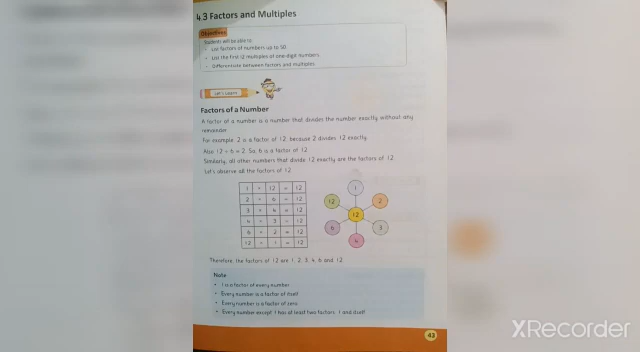 4.3 Factors and Multiples
Objectives
Students will be able to:
• List factors of numbers up to 50
• List the first 12 multiples of one-digit numbers
• Differentiate between factors and multiples
Let's Learn
Factors of a Number
A factor of a number is a number that divides the number exactly without any
remainder.
For example: 2 is a factor of 12, because 2 divides 12 exactly.
Also 12 ÷ 6 = 2. So, 6 is a factor of 12.
Similarly, all other numbers that divide 12 exactly are the factors of 12.
Let's observe all the factors of 12.
1 × 12 = 12
2 × 6 = 12
3 × 4 = 12
4 × 3 = 12
6 × 2 = 12
12 × 1 = 12
1
12 2
12
6 3
4
Therefore, the factors of 12 are 1, 2, 3, 4, 6 and 12.
Note
• 1 is a factor of every number.
• Every number is a factor of itself.
• Every number is a factor of zero.
• Every number except 1 has at least two factors, 1 and itself.
43
XRecorder